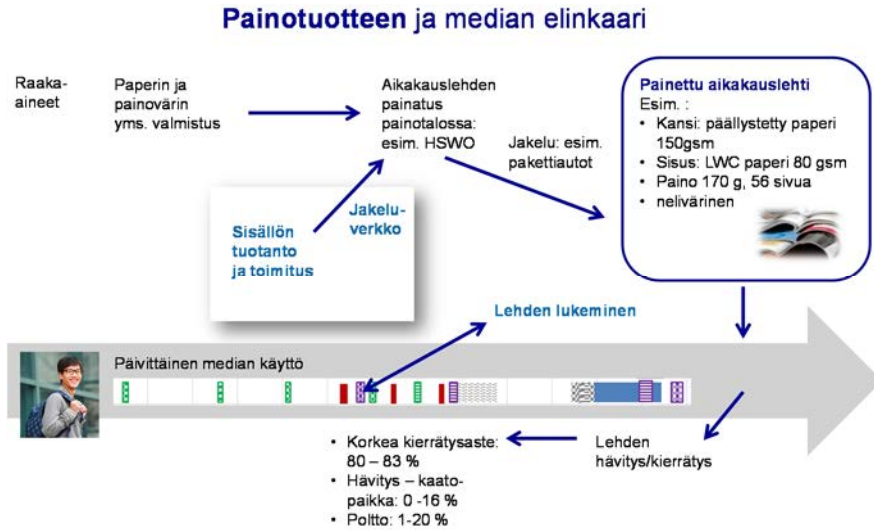 Painotuotteen ja median elinkaari
Raaka-
aineet
Paperin ja
painovärin
yms. valmistus
Aikakauslehden
painatus
painotalossa:
esim. HSWO
Jakelu: esim.
pakettiautot
Painettu aikakauslehti
Esim. :
• Kansi: päällystetty paperi
150gsm
• Sisus: LWC paperi 80 gsm
• Paino 170 g, 56 sivua
• nelivärinen
Sisällön
tuotanto
ja toimitus
Jakelu-
verkko
Lehden lukeminen
Päivittäinen median käyttö
• Korkea kierrätysaste:
80 – 83 %
• Hävitys – kaato-
paikka: 0 -16 %
• Poltto: 1-20 %
Lehden
hävitys/kierrätys